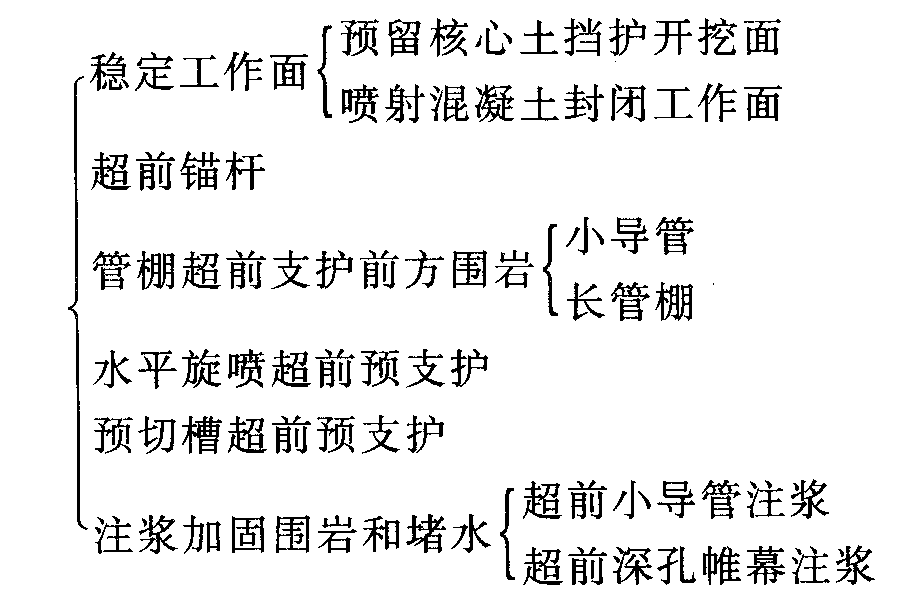 稳定工作面
预留核心土挡护开挖面
喷射混凝土封闭工作面
超前锚杆
管棚超前支护前方围岩
小导管
长管棚
水平旋喷超前预支护
预切槽超前预支护
注浆加固围岩和堵水
超前小导管注浆
超前深孔帷幕注浆